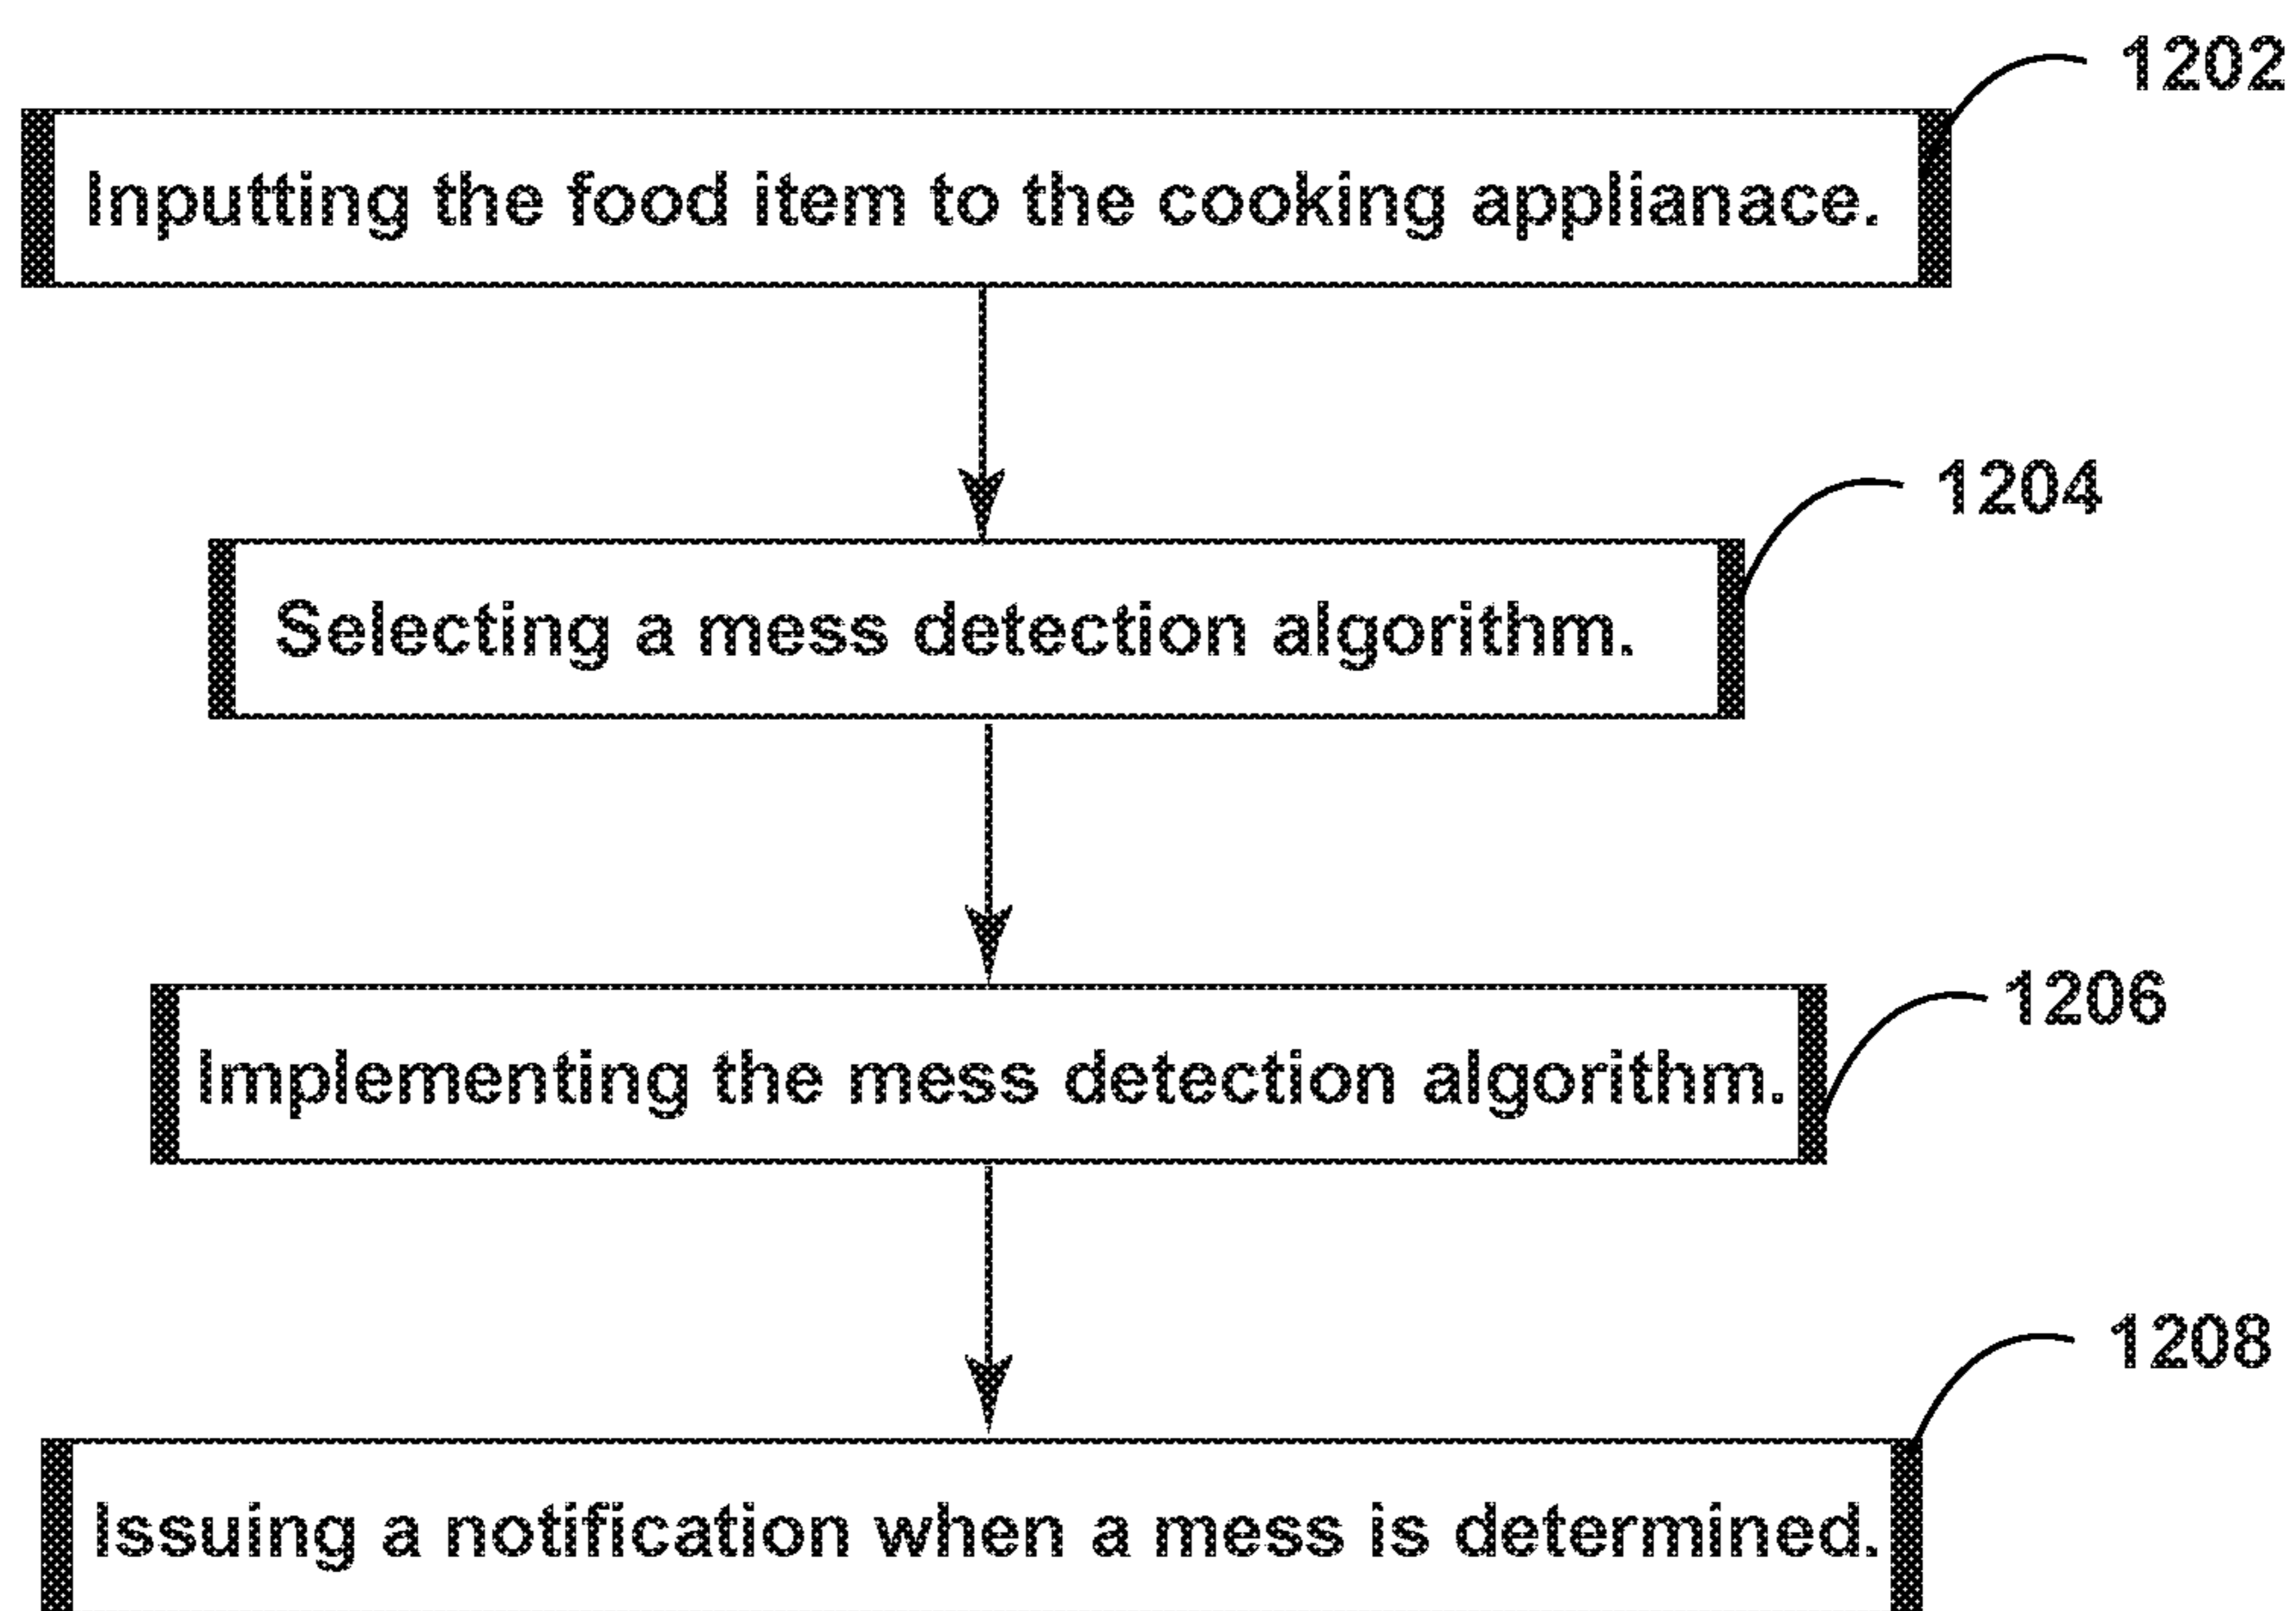 1202
Inputting the food item to the cooking applianace.
1204
Selecting a mess detection algorithm.
1206
Implementing the mess detection algorithm.
1208
Issuing a notification when a mess is determined.